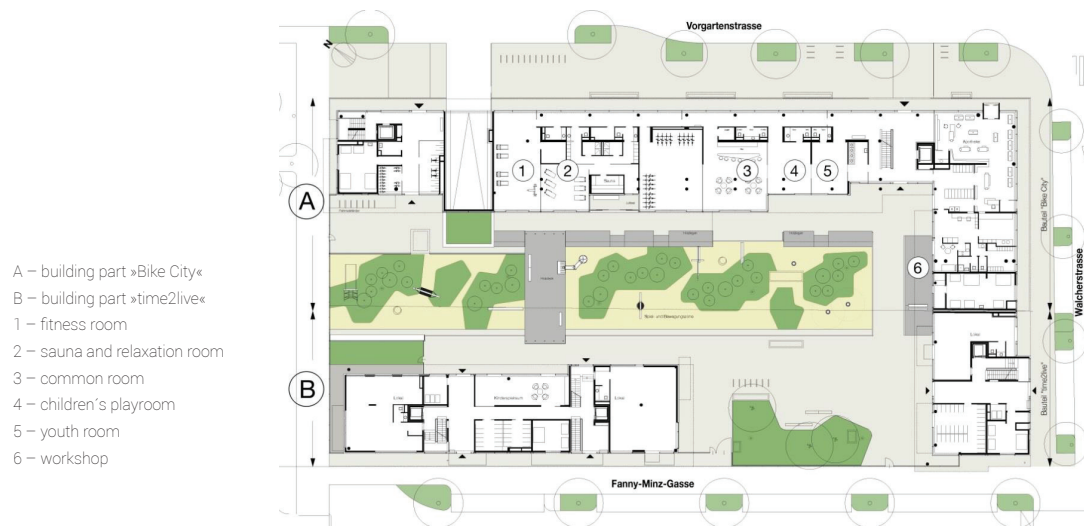 A – building part »Bike City«
B – building part »time2live«
1 – fitness room
2 – sauna and relaxation room
3 – common room
4 – children´s playroom
5 – youth room
6 – workshop
Vorgartenstrasse
N
1
2
3
4
5
Sauna
Apotheke
A
6
Bauteil "Bike City"
Walcherstrasse
B
Bauteil "time2live"
Fanny-Minz-Gasse